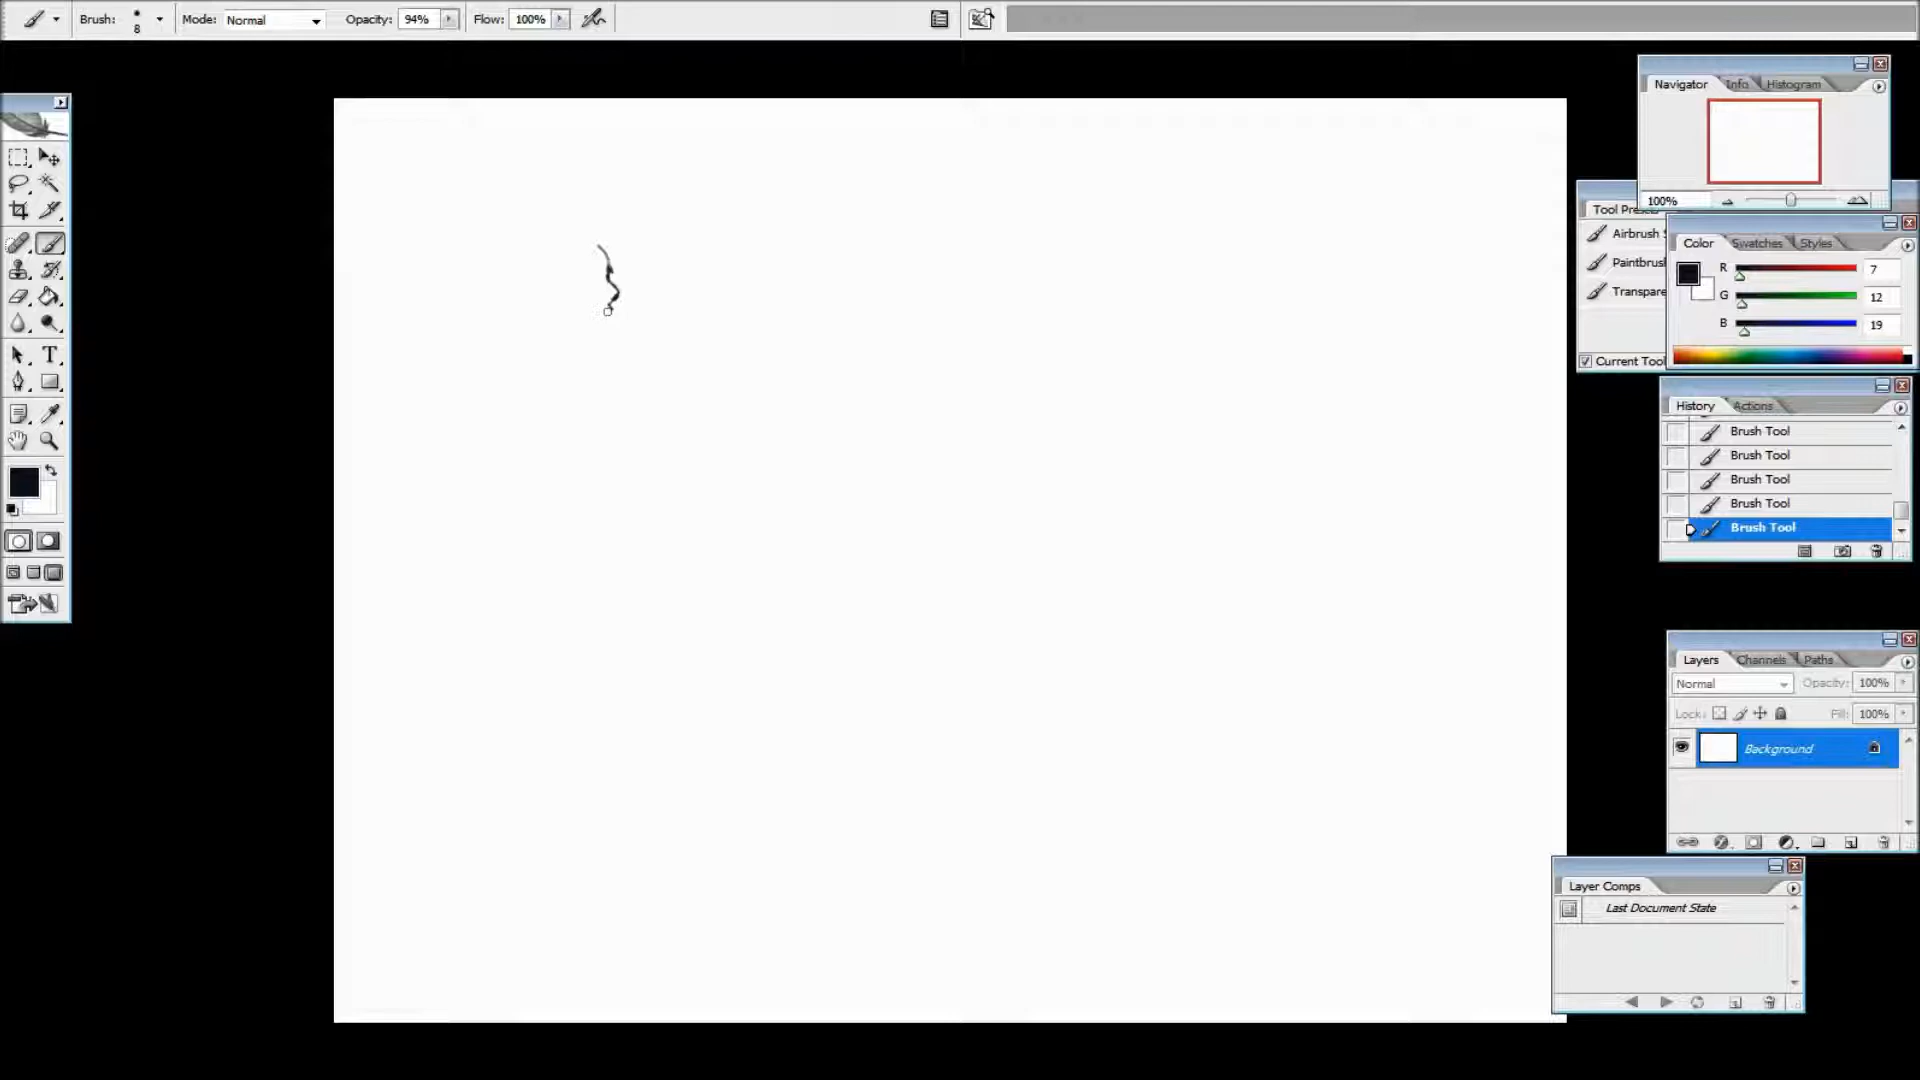 Brush: 8 Mode: Normal Opacity: 94% Flow: 100%
Navigator Info Histogram
100%
Tool Prese
Airbrush S
Paintbrush
Transpare
Current Tool
Color Swatches Styles
R 7
G 12
B 19
History Actions
Brush Tool
Brush Tool
Brush Tool
Brush Tool
Brush Tool
Layers Channels Paths
Normal Opacity: 100%
Lock: Fill: 100%
Background
Layer Comps
Last Document State
T